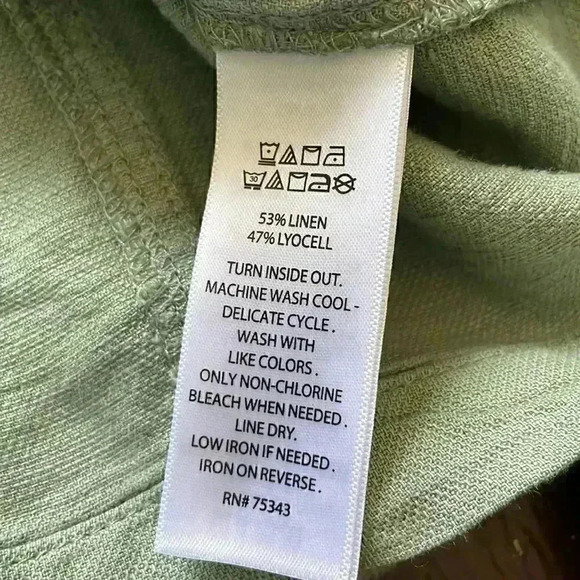 30
53% LINEN
47% LYOCELL
TURN INSIDE OUT.
MACHINE WASH COOL -
DELICATE CYCLE.
WASH WITH
LIKE COLORS.
ONLY NON-CHLORINE
BLEACH WHEN NEEDED.
LINE DRY.
LOW IRON IF NEEDED.
IRON ON REVERSE.
RN# 75343